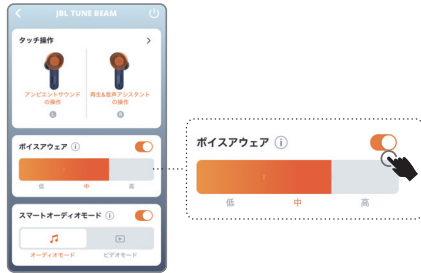 JBL TUNE BEAM
タッチ操作
アンビエントサウンド
の操作
再生&音声アシスタント
の操作
L
R
ボイスアウェア i
低 中 高
スマートオーディオモード i
オーディオモード ビデオモード
ボイスアウェア i
低 中 高